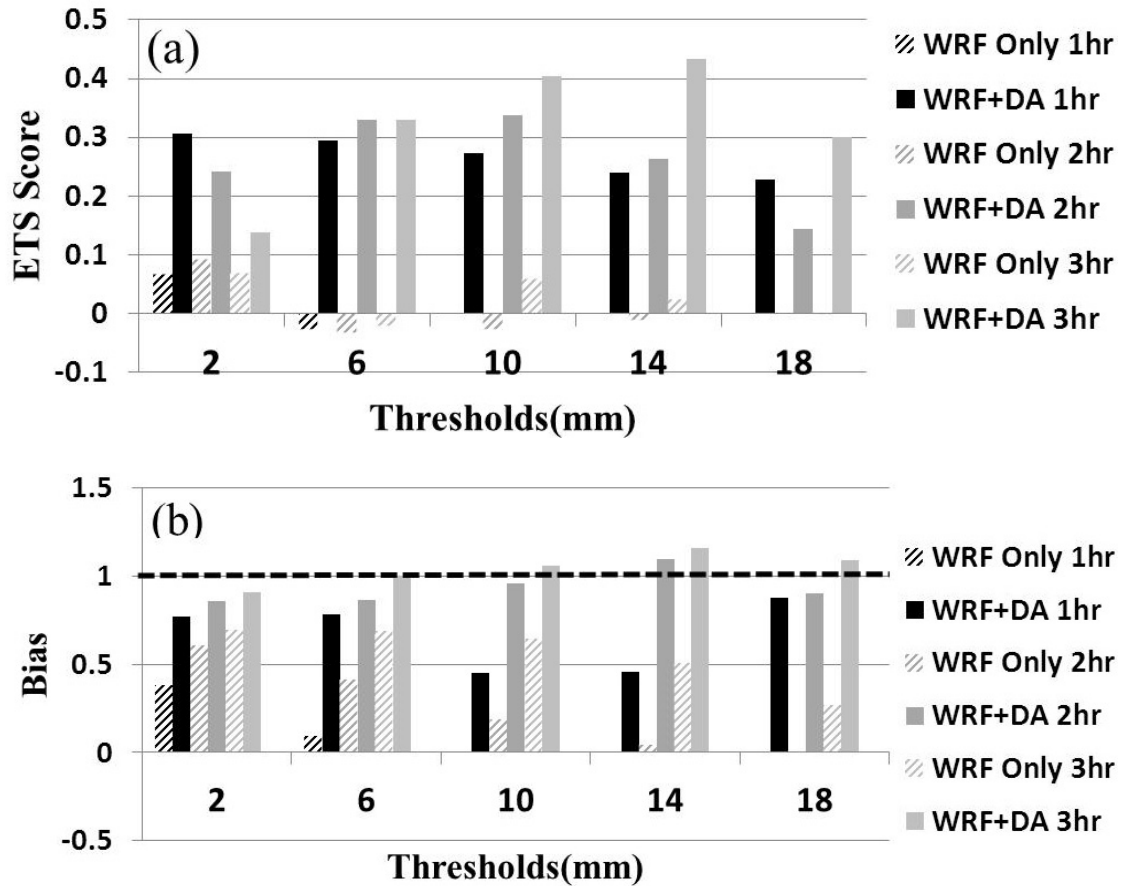 (a)
ETS Score
0.5
0.4
0.3
0.2
0.1
0
-0.1
2 6 10 14 18
Thresholds(mm)
WRF Only 1hr
WRF+DA 1hr
WRF Only 2hr
WRF+DA 2hr
WRF Only 3hr
WRF+DA 3hr
(b)
Bias
1.5
1
0.5
0
-0.5
2 6 10 14 18
Thresholds(mm)
WRF Only 1hr
WRF+DA 1hr
WRF Only 2hr
WRF+DA 2hr
WRF Only 3hr
WRF+DA 3hr